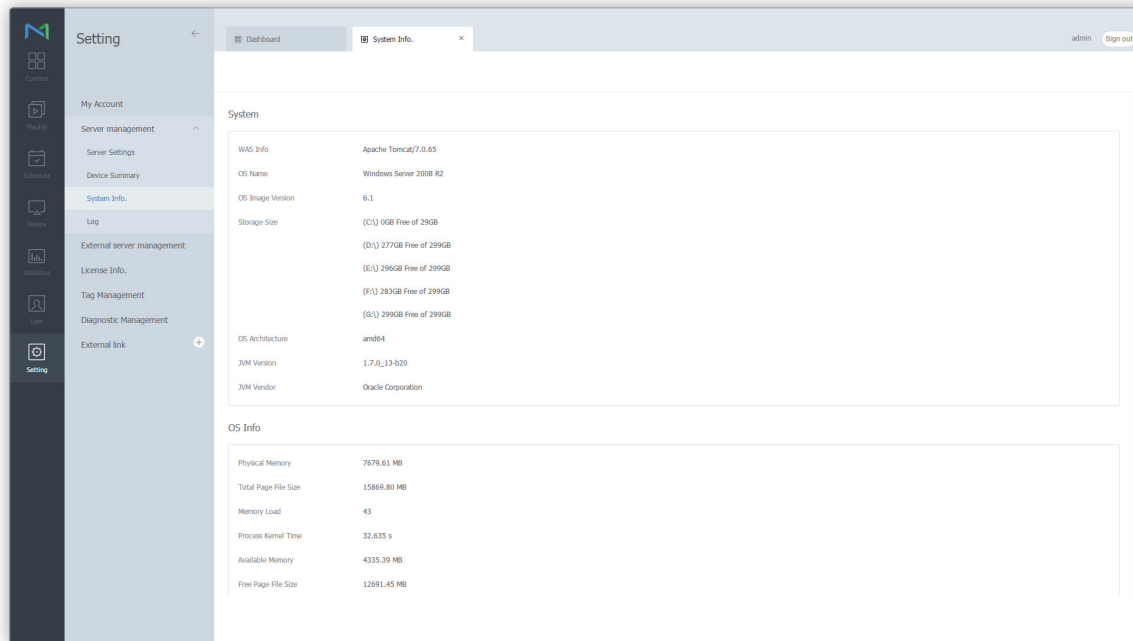 Setting
Dashboard
System Info.
admin
Sign out
Content
Playlist
Schedule
Device
Statistics
User
Setting
My Account
Server management
Server Settings
Device Summary
System Info.
Log
External server management
License Info.
Tag Management
Diagnostic Management
External link
System
WAS Info Apache Tomcat/7.0.65
OS Name Windows Server 2008 R2
OS Image Version 6.1
Storage Size (C:\) 0GB Free of 29GB
(D:\) 277GB Free of 299GB
(E:\) 296GB Free of 299GB
(F:\) 283GB Free of 299GB
(G:\) 299GB Free of 299GB
OS Architecture amd64
JVM Version 1.7.0_13-b20
JVM Vendor Oracle Corporation
OS Info
Physical Memory 7679.61 MB
Total Page File Size 15869.80 MB
Memory Load 43
Process Kernel Time 32.635 s
Available Memory 4335.39 MB
Free Page File Size 12691.45 MB